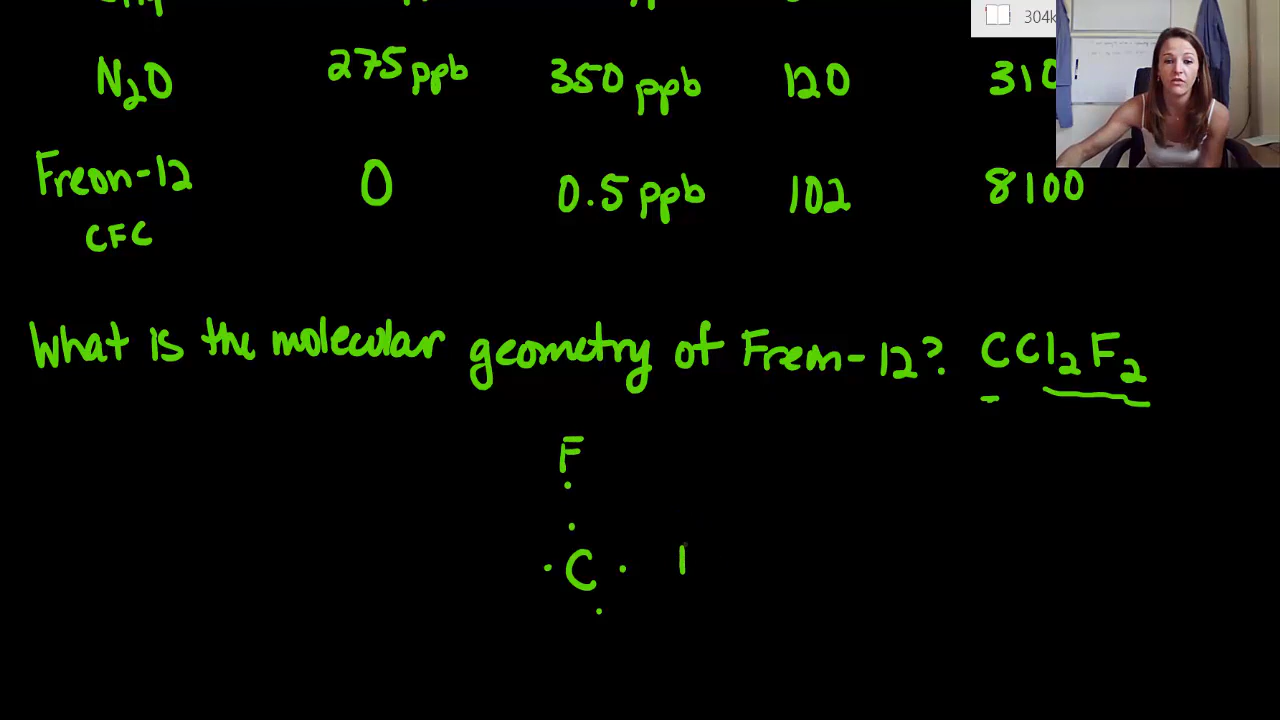 304k
N₂O 275 ppb 350 ppb 120 310
Freon-12 0 0.5 ppb 102 8100
CFC
What is the molecular geometry of Freon-12? CCl₂F₂
F
C